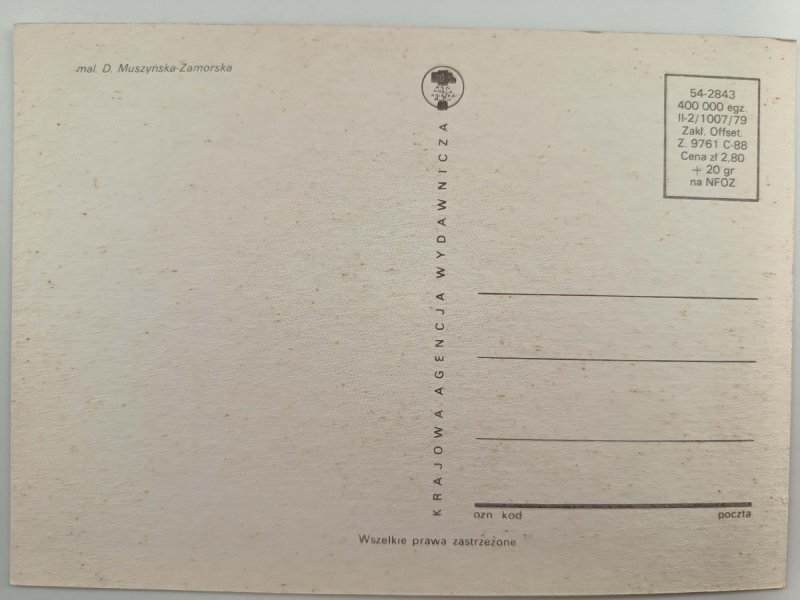 mal. D. Muszyńska-Zamorska
KRAJOWA AGENCJA WYDAWNICZA
54-2843
400 000 egz.
II-2/1007/79
Zakł. Offset.
Z. 9761 C-88
Cena zł 2,80
+ 20 gr
na NFOZ
ozn kod poczta
Wszelkie prawa zastrzeżone